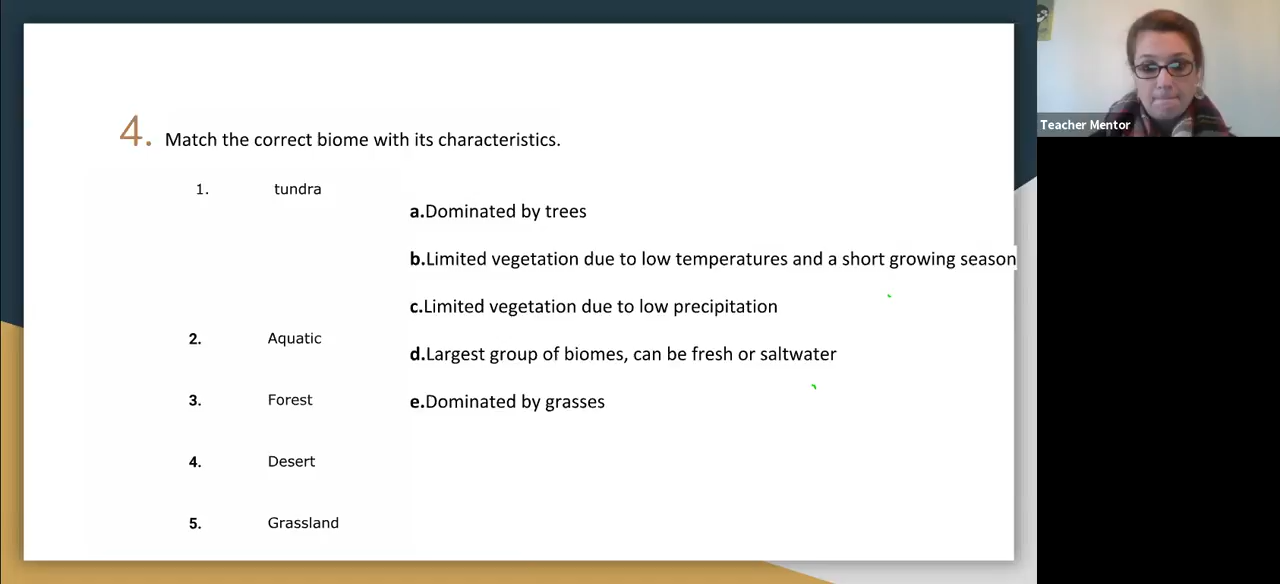 4. Match the correct biome with its characteristics.
1. tundra
a.Dominated by trees
b.Limited vegetation due to low temperatures and a short growing season
c.Limited vegetation due to low precipitation
2. Aquatic
d.Largest group of biomes, can be fresh or saltwater
3. Forest
e.Dominated by grasses
4. Desert
5. Grassland
Teacher Mentor